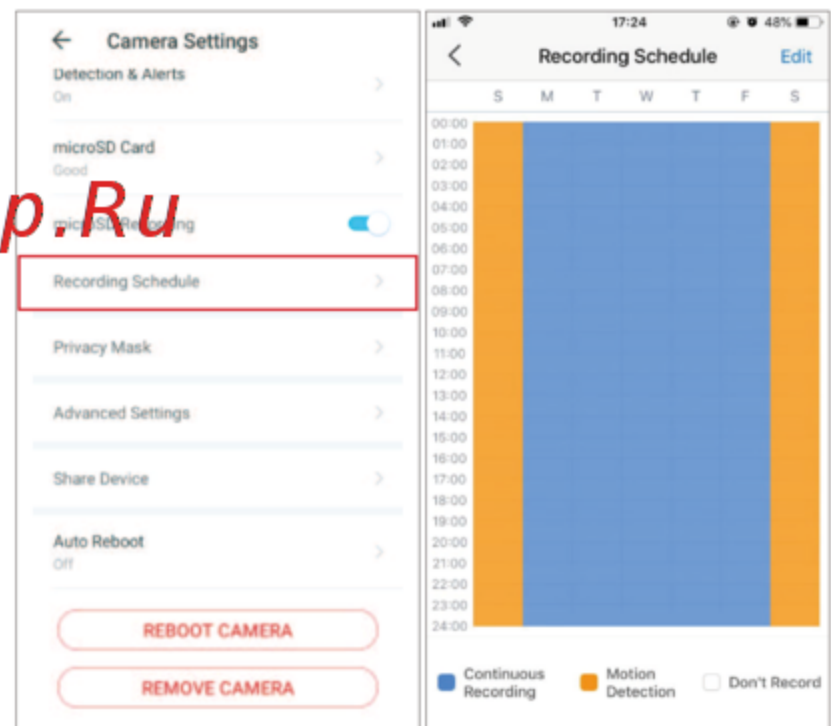 ← Camera Settings
Detection & Alerts
On
microSD Card
Good
p.Ru
microSD Recording
Recording Schedule
Privacy Mask
Advanced Settings
Share Device
Auto Reboot
Off
REBOOT CAMERA
REMOVE CAMERA
17:24
48%
Recording Schedule Edit
S M T W T F S
00:00
01:00
02:00
03:00
04:00
05:00
06:00
07:00
08:00
09:00
10:00
11:00
12:00
13:00
14:00
15:00
16:00
17:00
18:00
19:00
20:00
21:00
22:00
23:00
24:00
Continuous
Recording
Motion
Detection
Don't Record